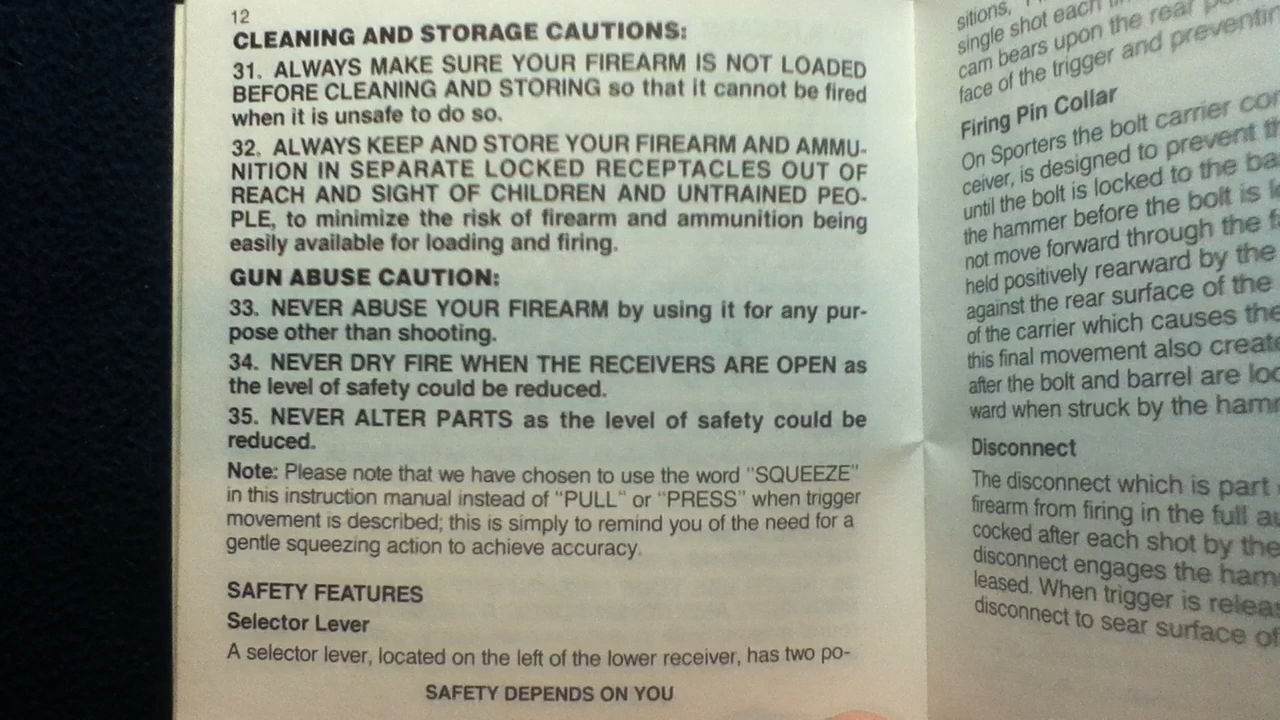 12
CLEANING AND STORAGE CAUTIONS:
31. ALWAYS MAKE SURE YOUR FIREARM IS NOT LOADED
BEFORE CLEANING AND STORING so that it cannot be fired
when it is unsafe to do so.
32. ALWAYS KEEP AND STORE YOUR FIREARM AND AMMU-
NITION IN SEPARATE LOCKED RECEPTACLES OUT OF
REACH AND SIGHT OF CHILDREN AND UNTRAINED PEO-
PLE, to minimize the risk of firearm and ammunition being
easily available for loading and firing.
GUN ABUSE CAUTION:
33. NEVER ABUSE YOUR FIREARM by using it for any pur-
pose other than shooting.
34. NEVER DRY FIRE WHEN THE RECEIVERS ARE OPEN as
the level of safety could be reduced.
35. NEVER ALTER PARTS as the level of safety could be
reduced.
Note: Please note that we have chosen to use the word "SQUEEZE"
in this instruction manual instead of "PULL" or "PRESS" when trigger
movement is described; this is simply to remind you of the need for a
gentle squeezing action to achieve accuracy.
SAFETY FEATURES
Selector Lever
A selector lever, located on the left of the lower receiver, has two po-
SAFETY DEPENDS ON YOU
sitions,
single shot each
cam bears upon the rear
face of the trigger and
Firing Pin Collar
On Sporters the bolt carrier
ceiver, is designed to prevent
until the bolt is locked to the
the hammer before the bolt is
not move forward through the
held positively rearward by the
against the rear surface of the
of the carrier which causes the
this final movement also
after the bolt and barrel are
ward when struck by the
Disconnect
The disconnect which is part
firearm from firing in the full
cocked after each shot by the
disconnect engages the
leased. When trigger is
disconnect to sear surface of